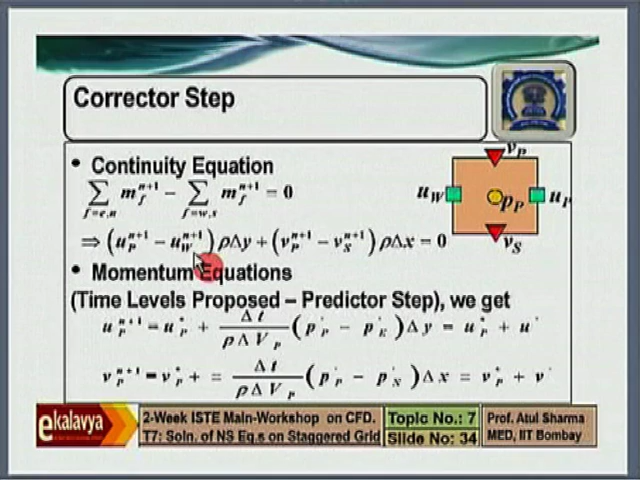 Corrector Step
• Continuity Equation
∑_{f=e,n} m_f^{n+1} − ∑_{f=w,s} m_f^{n+1} = 0
⇒ (u_P^{n+1} − u_W^{n+1}) ρΔy + (v_P^{n+1} − v_S^{n+1}) ρΔx = 0
v_P
u_W
p_P
u_P
v_S
• Momentum Equations
(Time Levels Proposed – Predictor Step), we get
u_P^{n+1} = u_P^* + Δt / (ρΔV_P) (p'_P − p'_E) Δy = u_P^* + u'
v_P^{n+1} = v_P^* + = Δt / (ρΔV_P) (p'_P − p'_N) Δx = v_P^* + v'
ekalavya
2-Week ISTE Main-Workshop on CFD.
T7: Soln. of NS Eq.s on Staggered Grid
Topic No.: 7
Slide No: 34
Prof. Atul Sharma
MED, IIT Bombay